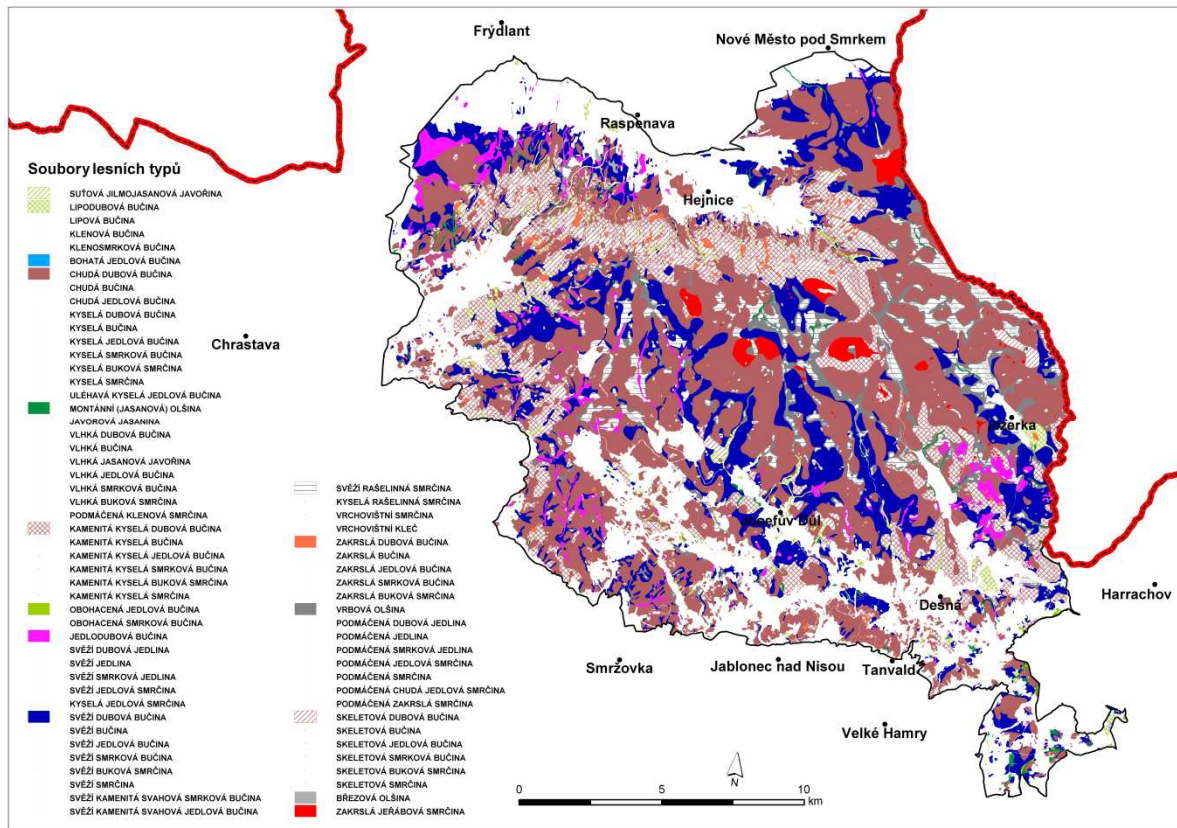 Frýdlant
Nové Město pod Smrkem
Raspenava
Hejnice
Chrastava
Jizerka
Josefův Důl
Desná
Harrachov
Smržovka
Jablonec nad Nisou
Tanvald
Velké Hamry
Soubory lesních typů
SUŤOVÁ JILMOJASANOVÁ JAVOŘINA
LIPODUBOVÁ BUČINA
LIPOVÁ BUČINA
KLENOVÁ BUČINA
KLENOSMRKOVÁ BUČINA
BOHATÁ JEDLOVÁ BUČINA
CHUDÁ DUBOVÁ BUČINA
CHUDÁ BUČINA
CHUDÁ JEDLOVÁ BUČINA
KYSELÁ DUBOVÁ BUČINA
KYSELÁ BUČINA
KYSELÁ JEDLOVÁ BUČINA
KYSELÁ SMRKOVÁ BUČINA
KYSELÁ BUKOVÁ SMRČINA
KYSELÁ SMRČINA
ULÉHAVÁ KYSELÁ JEDLOVÁ BUČINA
MONTÁNNÍ (JASANOVÁ) OLŠINA
JAVOROVÁ JASANINA
VLHKÁ DUBOVÁ BUČINA
VLHKÁ BUČINA
VLHKÁ JASANOVÁ JAVOŘINA
VLHKÁ JEDLOVÁ BUČINA
VLHKÁ SMRKOVÁ BUČINA
VLHKÁ BUKOVÁ SMRČINA
PODMÁČENÁ KLENOVÁ SMRČINA
KAMENITÁ KYSELÁ DUBOVÁ BUČINA
KAMENITÁ KYSELÁ BUČINA
KAMENITÁ KYSELÁ JEDLOVÁ BUČINA
KAMENITÁ KYSELÁ SMRKOVÁ BUČINA
KAMENITÁ KYSELÁ BUKOVÁ SMRČINA
KAMENITÁ KYSELÁ SMRČINA
OBOHACENÁ JEDLOVÁ BUČINA
OBOHACENÁ SMRKOVÁ BUČINA
JEDLODUBOVÁ BUČINA
SVĚŽÍ DUBOVÁ JEDLINA
SVĚŽÍ JEDLINA
SVĚŽÍ SMRKOVÁ JEDLINA
SVĚŽÍ JEDLOVÁ SMRČINA
KYSELÁ JEDLOVÁ SMRČINA
SVĚŽÍ DUBOVÁ BUČINA
SVĚŽÍ BUČINA
SVĚŽÍ JEDLOVÁ BUČINA
SVĚŽÍ SMRKOVÁ BUČINA
SVĚŽÍ BUKOVÁ SMRČINA
SVĚŽÍ SMRČINA
SVĚŽÍ KAMENITÁ SVAHOVÁ SMRKOVÁ BUČINA
SVĚŽÍ KAMENITÁ SVAHOVÁ JEDLOVÁ BUČINA
SVĚŽÍ RAŠELINNÁ SMRČINA
KYSELÁ RAŠELINNÁ SMRČINA
VRCHOVIŠTNÍ SMRČINA
VRCHOVIŠTNÍ KLEČ
ZAKRSLÁ DUBOVÁ BUČINA
ZAKRSLÁ BUČINA
ZAKRSLÁ JEDLOVÁ BUČINA
ZAKRSLÁ SMRKOVÁ BUČINA
ZAKRSLÁ BUKOVÁ SMRČINA
VRBOVÁ OLŠINA
PODMÁČENÁ DUBOVÁ JEDLINA
PODMÁČENÁ JEDLINA
PODMÁČENÁ SMRKOVÁ JEDLINA
PODMÁČENÁ JEDLOVÁ SMRČINA
PODMÁČENÁ SMRČINA
PODMÁČENÁ CHUDÁ JEDLOVÁ SMRČINA
PODMÁČENÁ ZAKRSLÁ SMRČINA
SKELETOVÁ DUBOVÁ BUČINA
SKELETOVÁ BUČINA
SKELETOVÁ JEDLOVÁ BUČINA
SKELETOVÁ SMRKOVÁ BUČINA
SKELETOVÁ BUKOVÁ SMRČINA
SKELETOVÁ SMRČINA
BŘEZOVÁ OLŠINA
ZAKRSLÁ JEŘÁBOVÁ SMRČINA
N
0 5 10
km